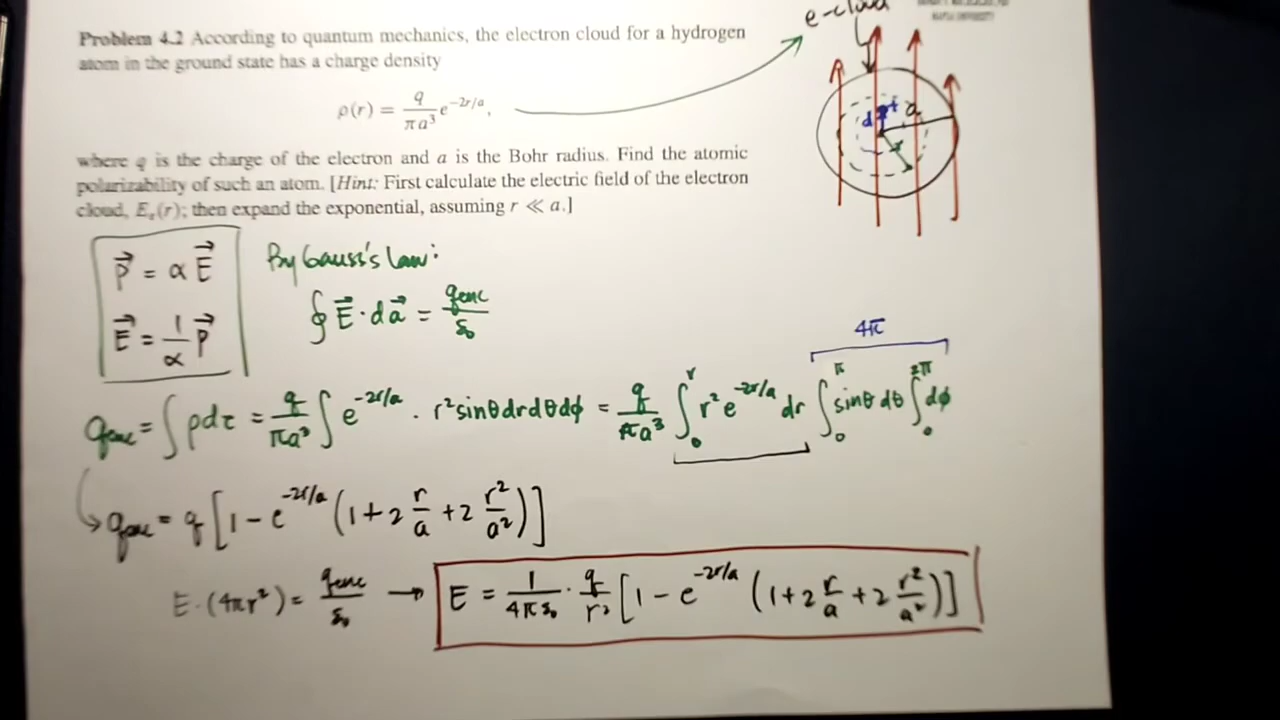 e-cloud
Problem 4.2 According to quantum mechanics, the electron cloud for a hydrogen
atom in the ground state has a charge density
ρ(r) = q/(πa³) e^(-2r/a),
where q is the charge of the electron and a is the Bohr radius. Find the atomic
polarizability of such an atom. [Hint: First calculate the electric field of the electron
cloud, E_e(r); then expand the exponential, assuming r ≪ a.]
d a r
P⃗ = α E⃗
E⃗ = 1/α P⃗
By Gauss's Law:
∮ E⃗ · da⃗ = q_enc/ε₀
4π
q_enc = ∫ρdτ = q/(πa³) ∫ e^(-2r/a) · r² sinθ dr dθ dϕ = q/(πa³) ∫₀^r r² e^(-2r/a) dr ∫₀^π sinθ dθ ∫₀^2π dϕ
q_enc = q [1 - e^(-2r/a) (1 + 2 r/a + 2 r²/a²)]
E · (4πr²) = q_enc/ε₀ → E = 1/(4πε₀) · q/r² [1 - e^(-2r/a) (1 + 2 r/a + 2 r²/a²)]